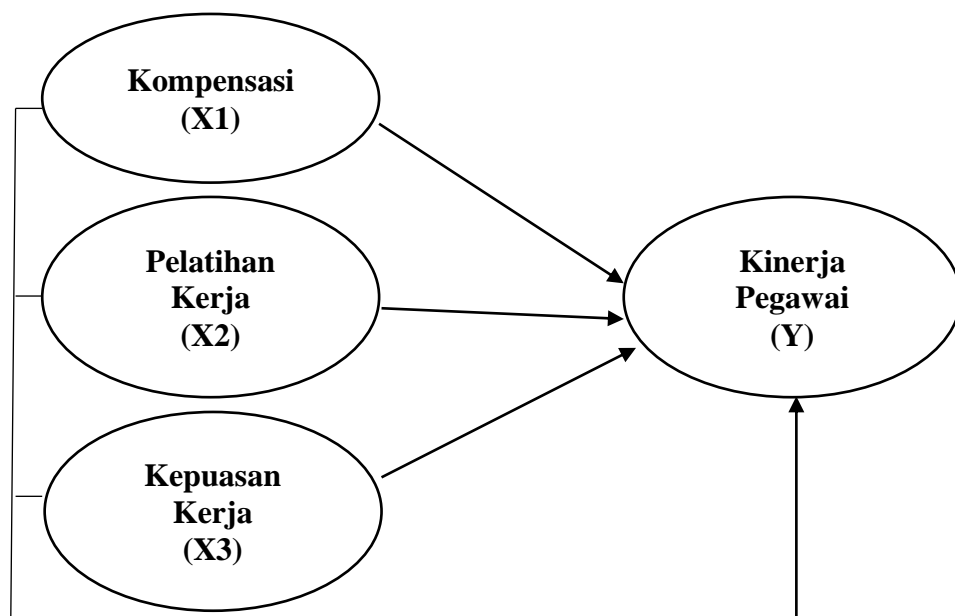 Kompensasi
(X1)
Pelatihan
Kerja
(X2)
Kepuasan
Kerja
(X3)
Kinerja
Pegawai
(Y)